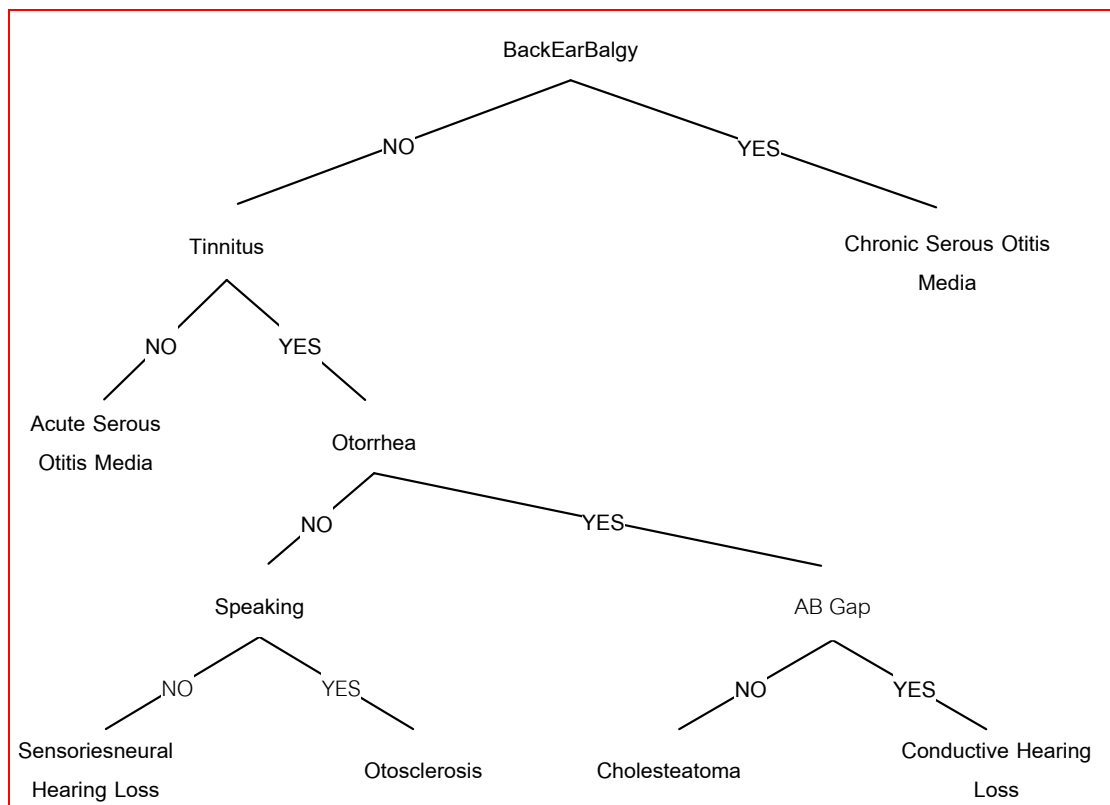 BackEarBalgy
NO
YES
Tinnitus
Chronic Serous Otitis
Media
NO
YES
Acute Serous
Otitis Media
Otorrhea
NO
YES
Speaking
AB Gap
NO
YES
NO
YES
Sensoriesneural
Hearing Loss
Otosclerosis
Cholesteatoma
Conductive Hearing
Loss